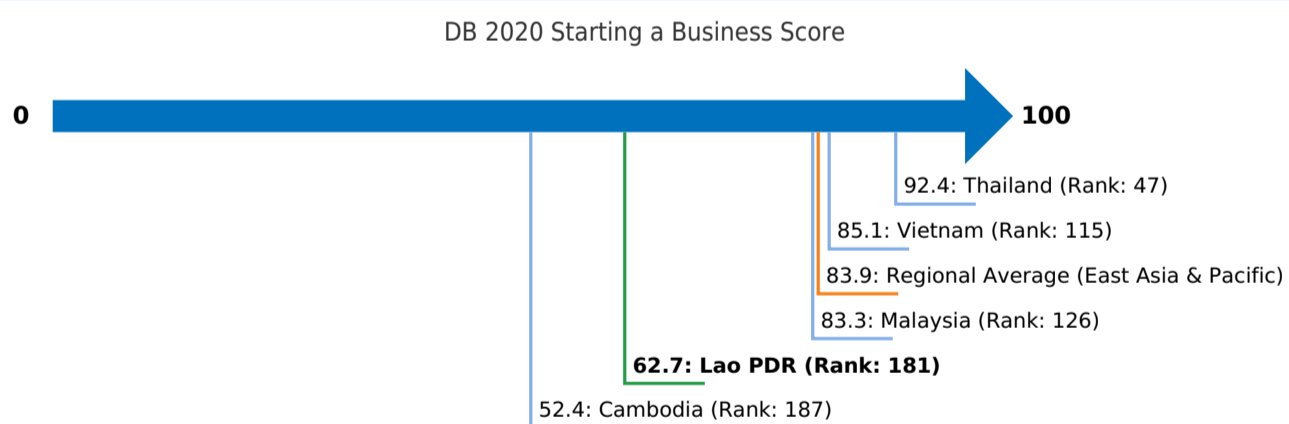 DB 2020 Starting a Business Score
0
100
92.4: Thailand (Rank: 47)
85.1: Vietnam (Rank: 115)
83.9: Regional Average (East Asia & Pacific)
83.3: Malaysia (Rank: 126)
62.7: Lao PDR (Rank: 181)
52.4: Cambodia (Rank: 187)